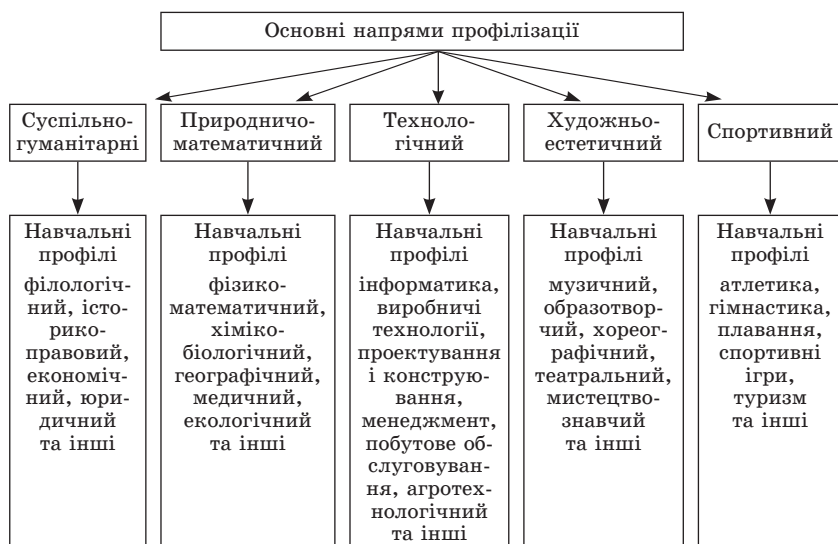 Основні напрями профілізації
Суспільно-
гуманітарні
Природничо-
математичний
Техноло-
гічний
Художньо-
естетичний
Спортивний
Навчальні
профілі
філологіч-
ний, істо-
рико-
правовий,
економіч-
ний, юри-
дичний
та інші
Навчальні
профілі
фізико-
математичний,
хіміко-
біологічний,
географічний,
медичний,
екологічний
та інші
Навчальні
профілі
інформатика,
виробничі
технології,
проектування
і конструю-
вання,
менеджмент,
побутове об-
слуговуван-
ня, агротех-
нологічний
та інші
Навчальні
профілі
музичний,
образотвор-
чий, хореог-
рафічний,
театральний,
мистецтво-
знавчий
та інші
Навчальні
профілі
атлетика,
гімнастика,
плавання,
спортивні
ігри,
туризм
та інші